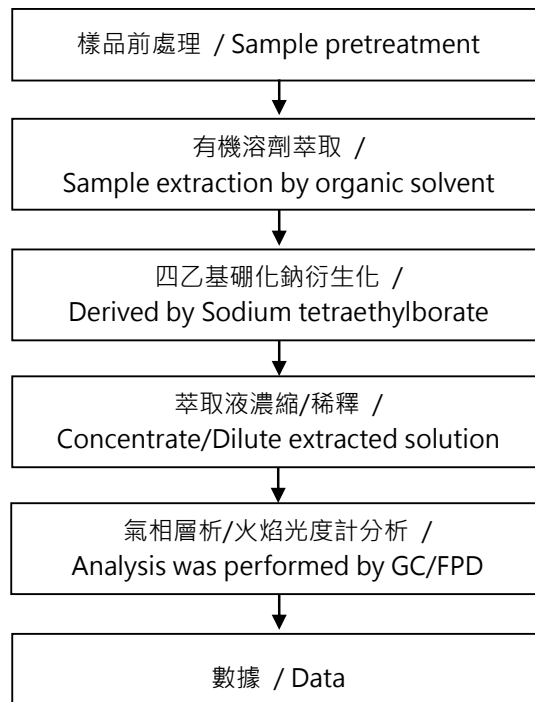 樣品前處理 / Sample pretreatment
有機溶劑萃取 /
Sample extraction by organic solvent
四乙基硼化鈉衍生化 /
Derived by Sodium tetraethylborate
萃取液濃縮/稀釋 /
Concentrate/Dilute extracted solution
氣相層析/火焰光度計分析 /
Analysis was performed by GC/FPD
數據 / Data